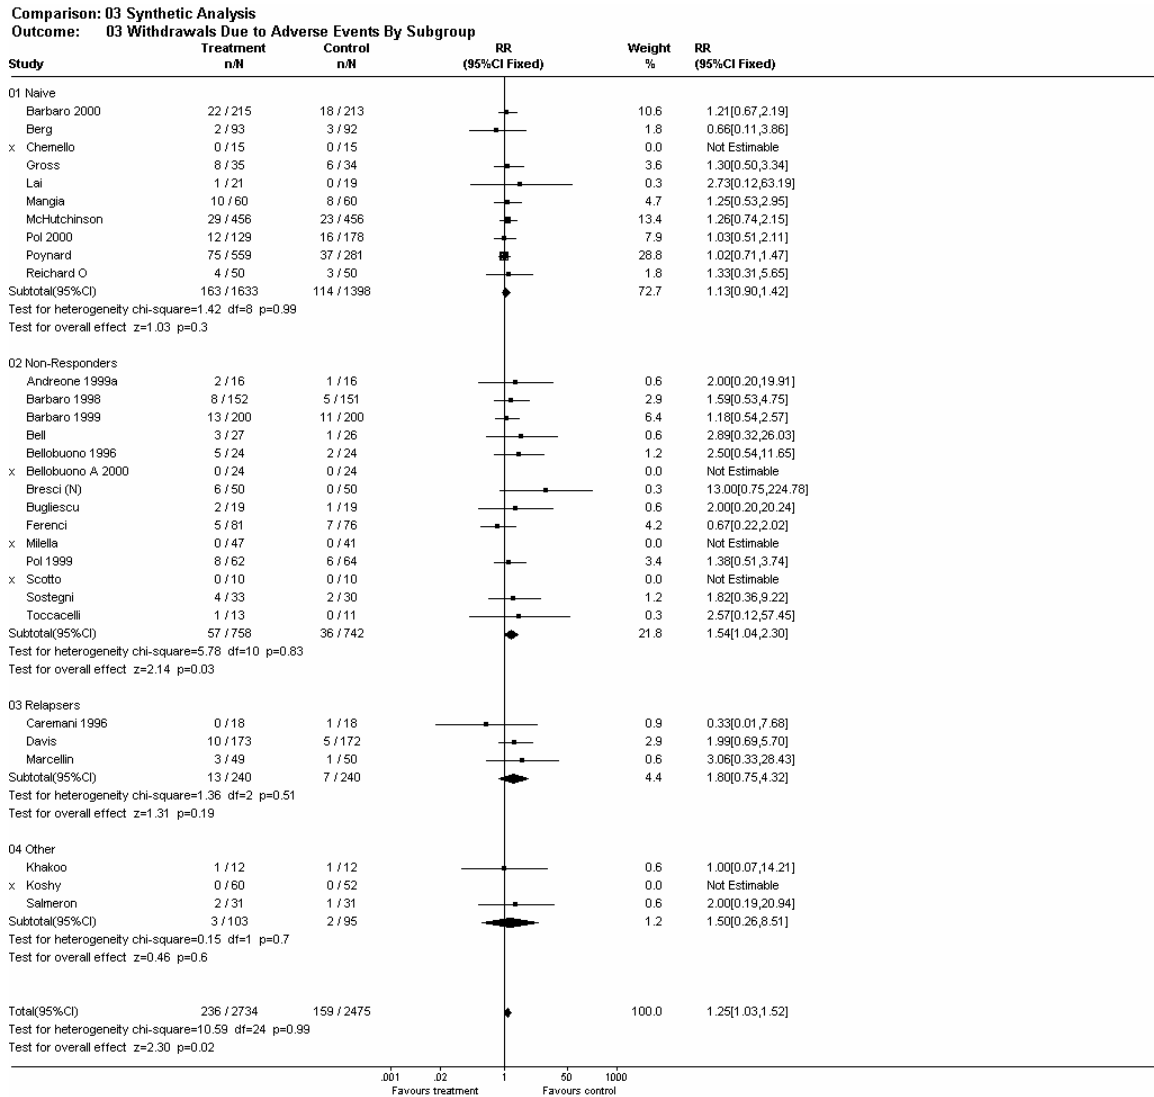 Comparison: 03 Synthetic Analysis
Outcome: 03 Withdrawals Due to Adverse Events By Subgroup
Treatment Control RR Weight RR
Study n/N n/N (95%CI Fixed) % (95%CI Fixed)
01 Naive
Barbaro 2000 22 / 215 18 / 213 10.6 1.21[0.67,2.19]
Berg 2 / 93 3 / 92 1.8 0.66[0.11,3.86]
x Chemello 0 / 15 0 / 15 0.0 Not Estimable
Gross 8 / 35 6 / 34 3.6 1.30[0.50,3.34]
Lai 1 / 21 0 / 19 0.3 2.73[0.12,63.19]
Mangia 10 / 60 8 / 60 4.7 1.25[0.53,2.95]
McHutchinson 29 / 456 23 / 456 13.4 1.26[0.74,2.15]
Pol 2000 12 / 129 16 / 178 7.9 1.03[0.51,2.11]
Poynard 75 / 559 37 / 281 28.8 1.02[0.71,1.47]
Reichard O 4 / 50 3 / 50 1.8 1.33[0.31,5.65]
Subtotal(95%CI) 163 / 1633 114 / 1398 72.7 1.13[0.90,1.42]
Test for heterogeneity chi-square=1.42 df=8 p=0.99
Test for overall effect z=1.03 p=0.3
02 Non-Responders
Andreone 1999a 2 / 16 1 / 16 0.6 2.00[0.20,19.91]
Barbaro 1998 8 / 152 5 / 151 2.9 1.59[0.53,4.75]
Barbaro 1999 13 / 200 11 / 200 6.4 1.18[0.54,2.57]
Bell 3 / 27 1 / 26 0.6 2.89[0.32,26.03]
Bellobuono 1996 5 / 24 2 / 24 1.2 2.50[0.54,11.65]
x Bellobuono A 2000 0 / 24 0 / 24 0.0 Not Estimable
Bresci (N) 6 / 50 0 / 50 0.3 13.00[0.75,224.78]
Bugliescu 2 / 19 1 / 19 0.6 2.00[0.20,20.24]
Ferenci 5 / 81 7 / 76 4.2 0.67[0.22,2.02]
x Milella 0 / 47 0 / 41 0.0 Not Estimable
Pol 1999 8 / 62 6 / 64 3.4 1.38[0.51,3.74]
x Scotto 0 / 10 0 / 10 0.0 Not Estimable
Sostegni 4 / 33 2 / 30 1.2 1.82[0.36,9.22]
Toccacelli 1 / 13 0 / 11 0.3 2.57[0.12,57.45]
Subtotal(95%CI) 57 / 758 36 / 742 21.8 1.54[1.04,2.30]
Test for heterogeneity chi-square=5.78 df=10 p=0.83
Test for overall effect z=2.14 p=0.03
03 Relapsers
Caremani 1996 0 / 18 1 / 18 0.9 0.33[0.01,7.68]
Davis 10 / 173 5 / 172 2.9 1.99[0.69,5.70]
Marcellin 3 / 49 1 / 50 0.6 3.06[0.33,28.43]
Subtotal(95%CI) 13 / 240 7 / 240 4.4 1.80[0.75,4.32]
Test for heterogeneity chi-square=1.36 df=2 p=0.51
Test for overall effect z=1.31 p=0.19
04 Other
Khakoo 1 / 12 1 / 12 0.6 1.00[0.07,14.21]
x Koshy 0 / 60 0 / 52 0.0 Not Estimable
Salmeron 2 / 31 1 / 31 0.6 2.00[0.19,20.94]
Subtotal(95%CI) 3 / 103 2 / 95 1.2 1.50[0.26,8.51]
Test for heterogeneity chi-square=0.15 df=1 p=0.7
Test for overall effect z=0.46 p=0.6
Total(95%CI) 236 / 2734 159 / 2475 100.0 1.25[1.03,1.52]
Test for heterogeneity chi-square=10.59 df=24 p=0.99
Test for overall effect z=2.30 p=0.02
.001 .02 1 50 1000
Favours treatment Favours control